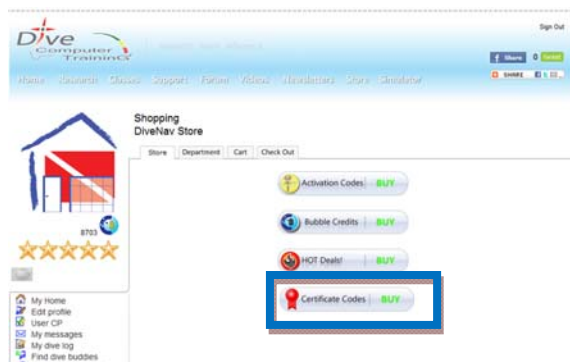 Sign Out
Dive
Computer
Training
f Share 0
SHARE
Home Research Classes Support Forum Videos Newsletters Store Simulator
Shopping
DiveNav Store
Store Department Cart Check Out
Activation Codes BUY
Bubble Credits BUY
HOT Deals! BUY
Certificate Codes BUY
8703
My Home
Edit profile
User CP
My messages
My dive log
Find dive buddies